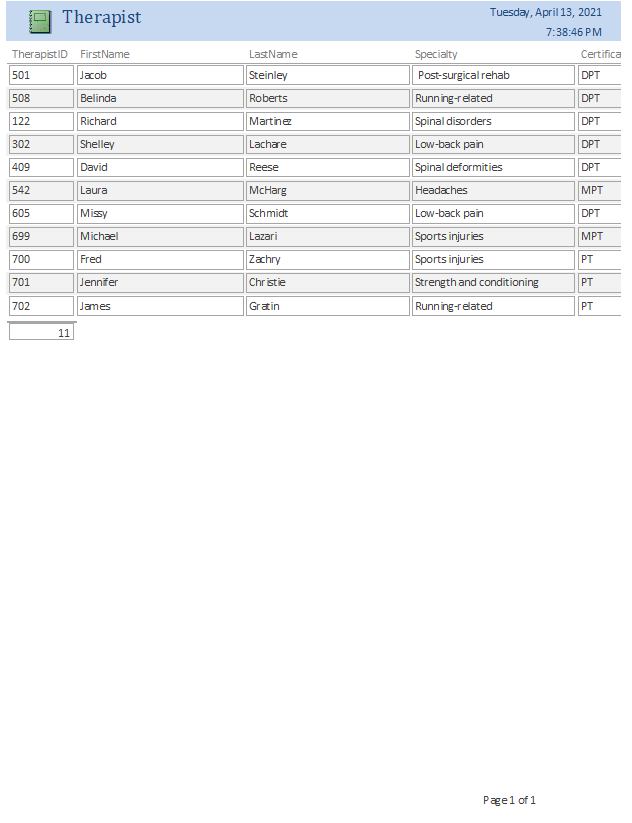 Therapist
Tuesday, April 13, 2021
7:38:46 PM
TherapistID FirstName LastName Specialty Certifica
501 Jacob Steinley Post-surgical rehab DPT
508 Belinda Roberts Running-related DPT
122 Richard Martinez Spinal disorders DPT
302 Shelley Lachare Low-back pain DPT
409 David Reese Spinal deformities DPT
542 Laura McHarg Headaches MPT
605 Missy Schmidt Low-back pain DPT
699 Michael Lazari Sports injuries MPT
700 Fred Zachry Sports injuries PT
701 Jennifer Christie Strength and conditioning PT
702 James Gratin Running-related PT
11
Page 1 of 1